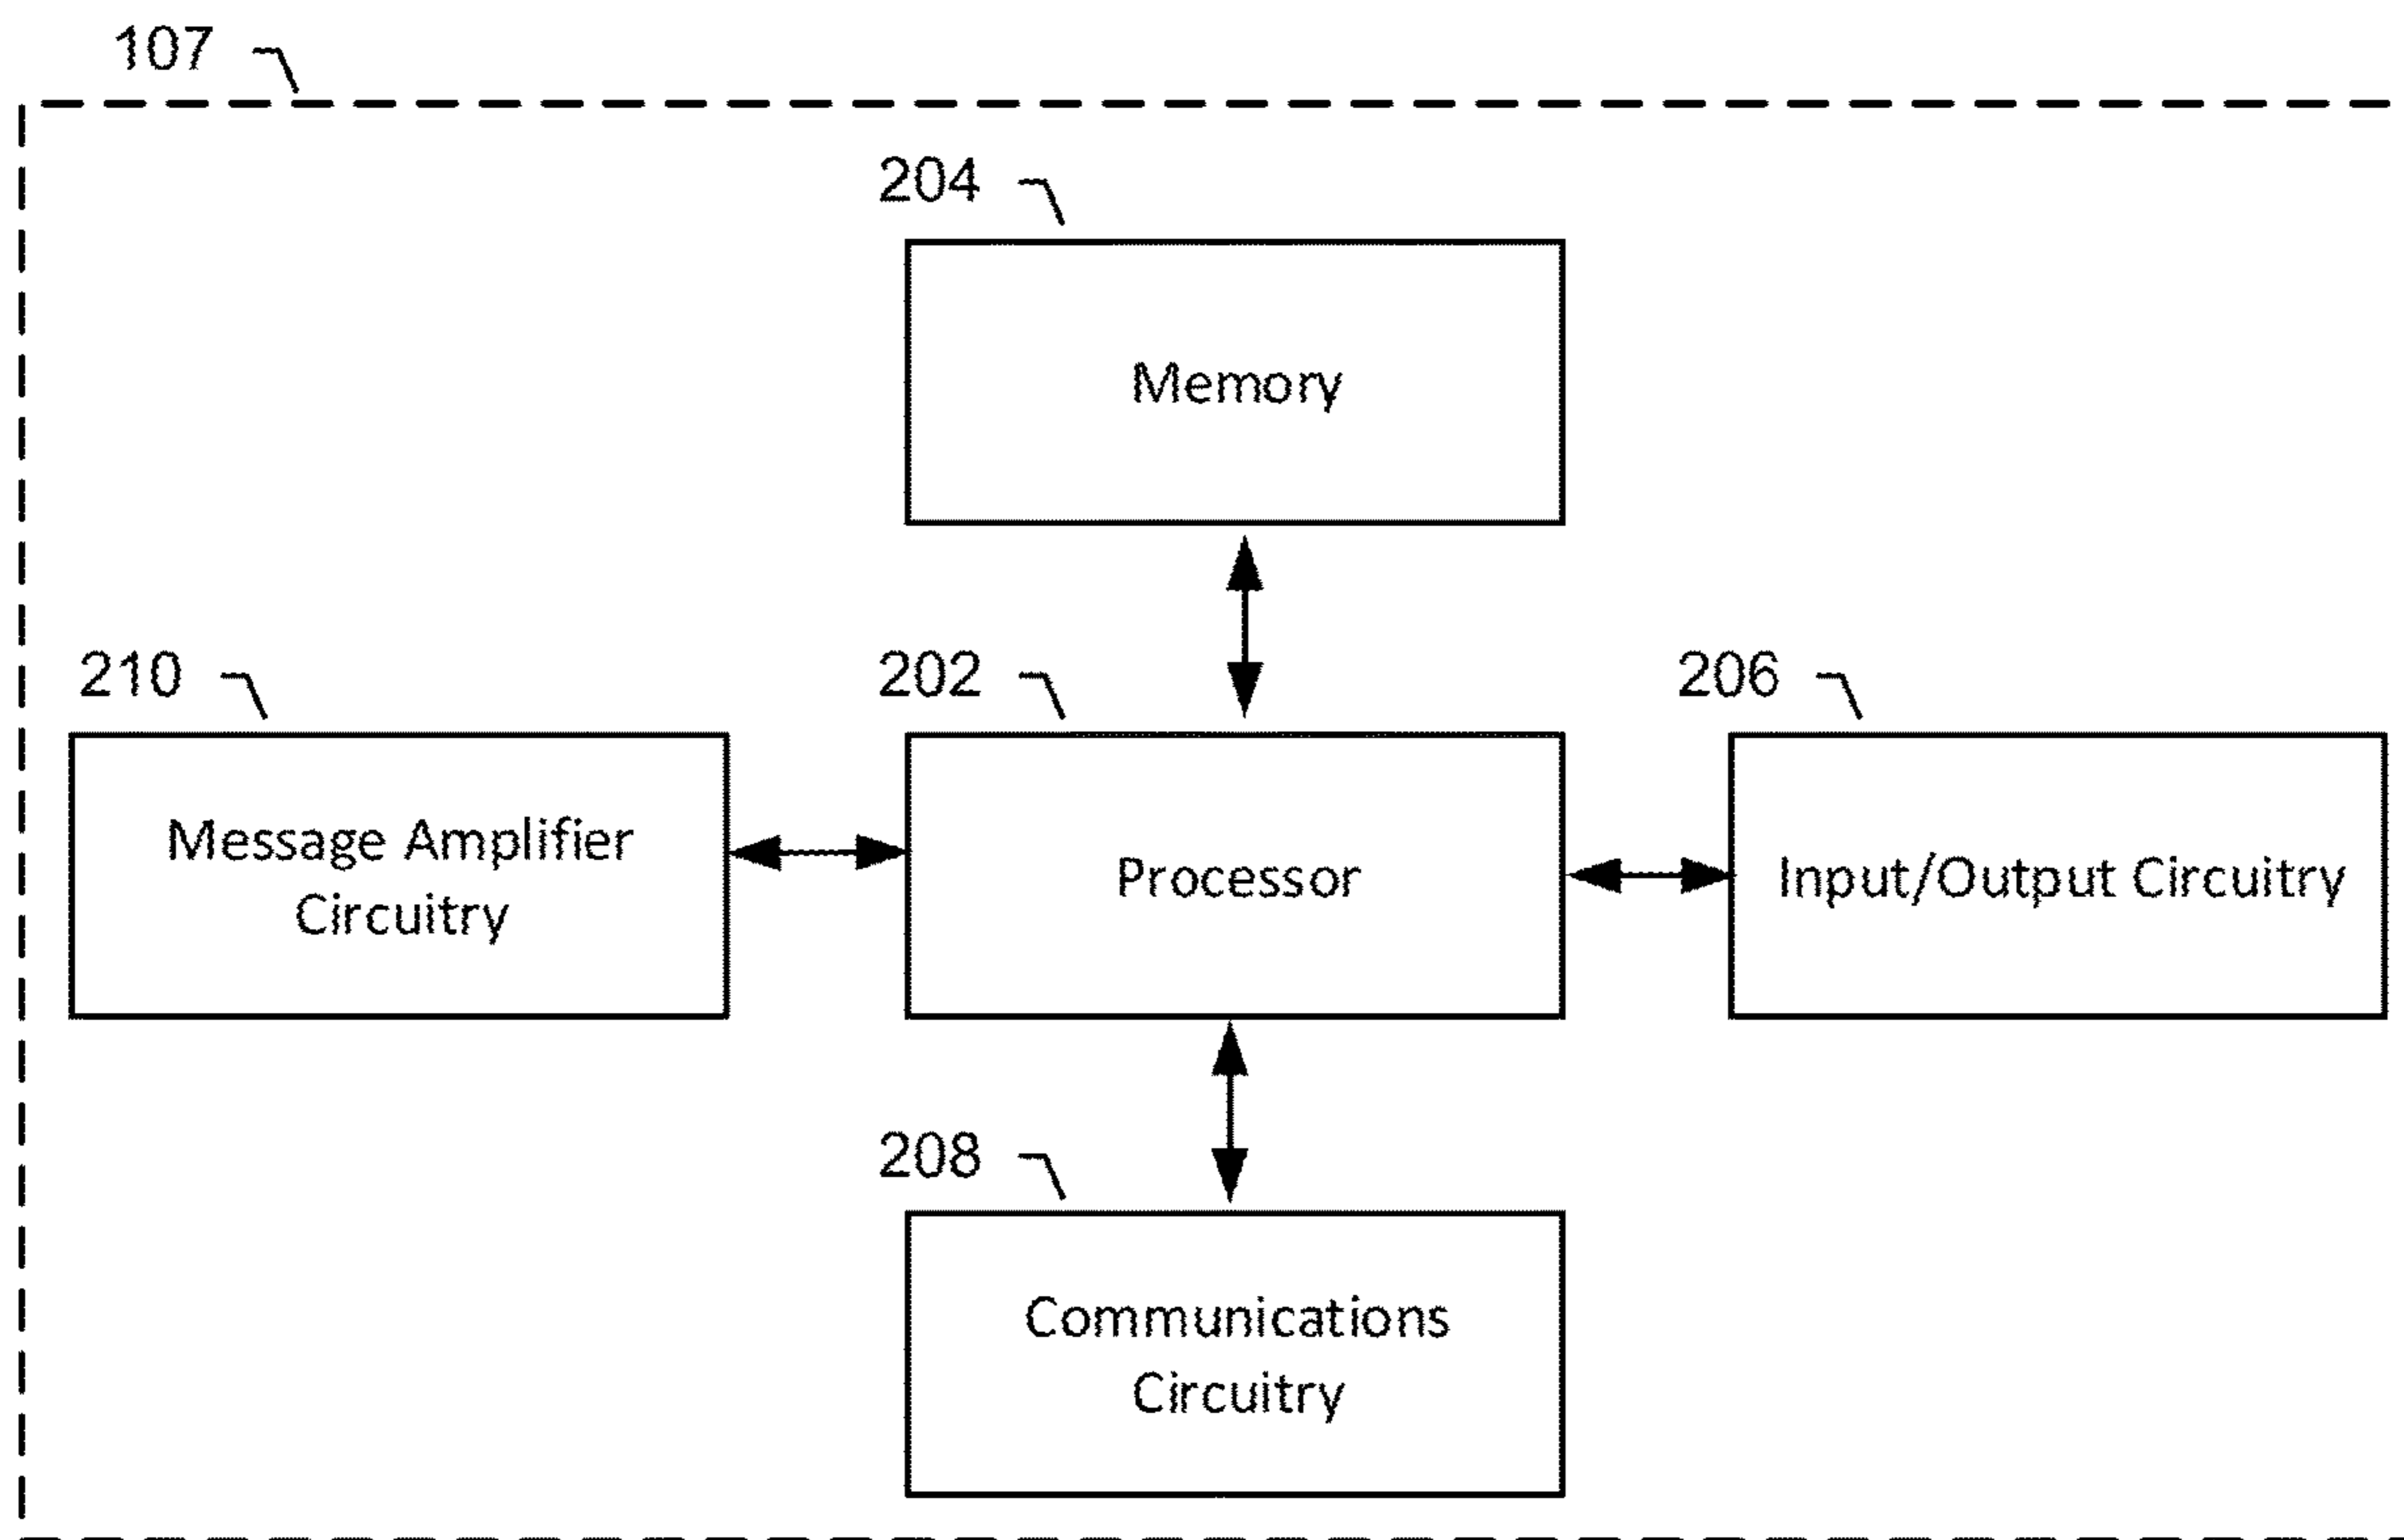 107
204
Memory
210
202
206
Message Amplifier
Circuitry
Processor
Input/Output Circuitry
208
Communications
Circuitry